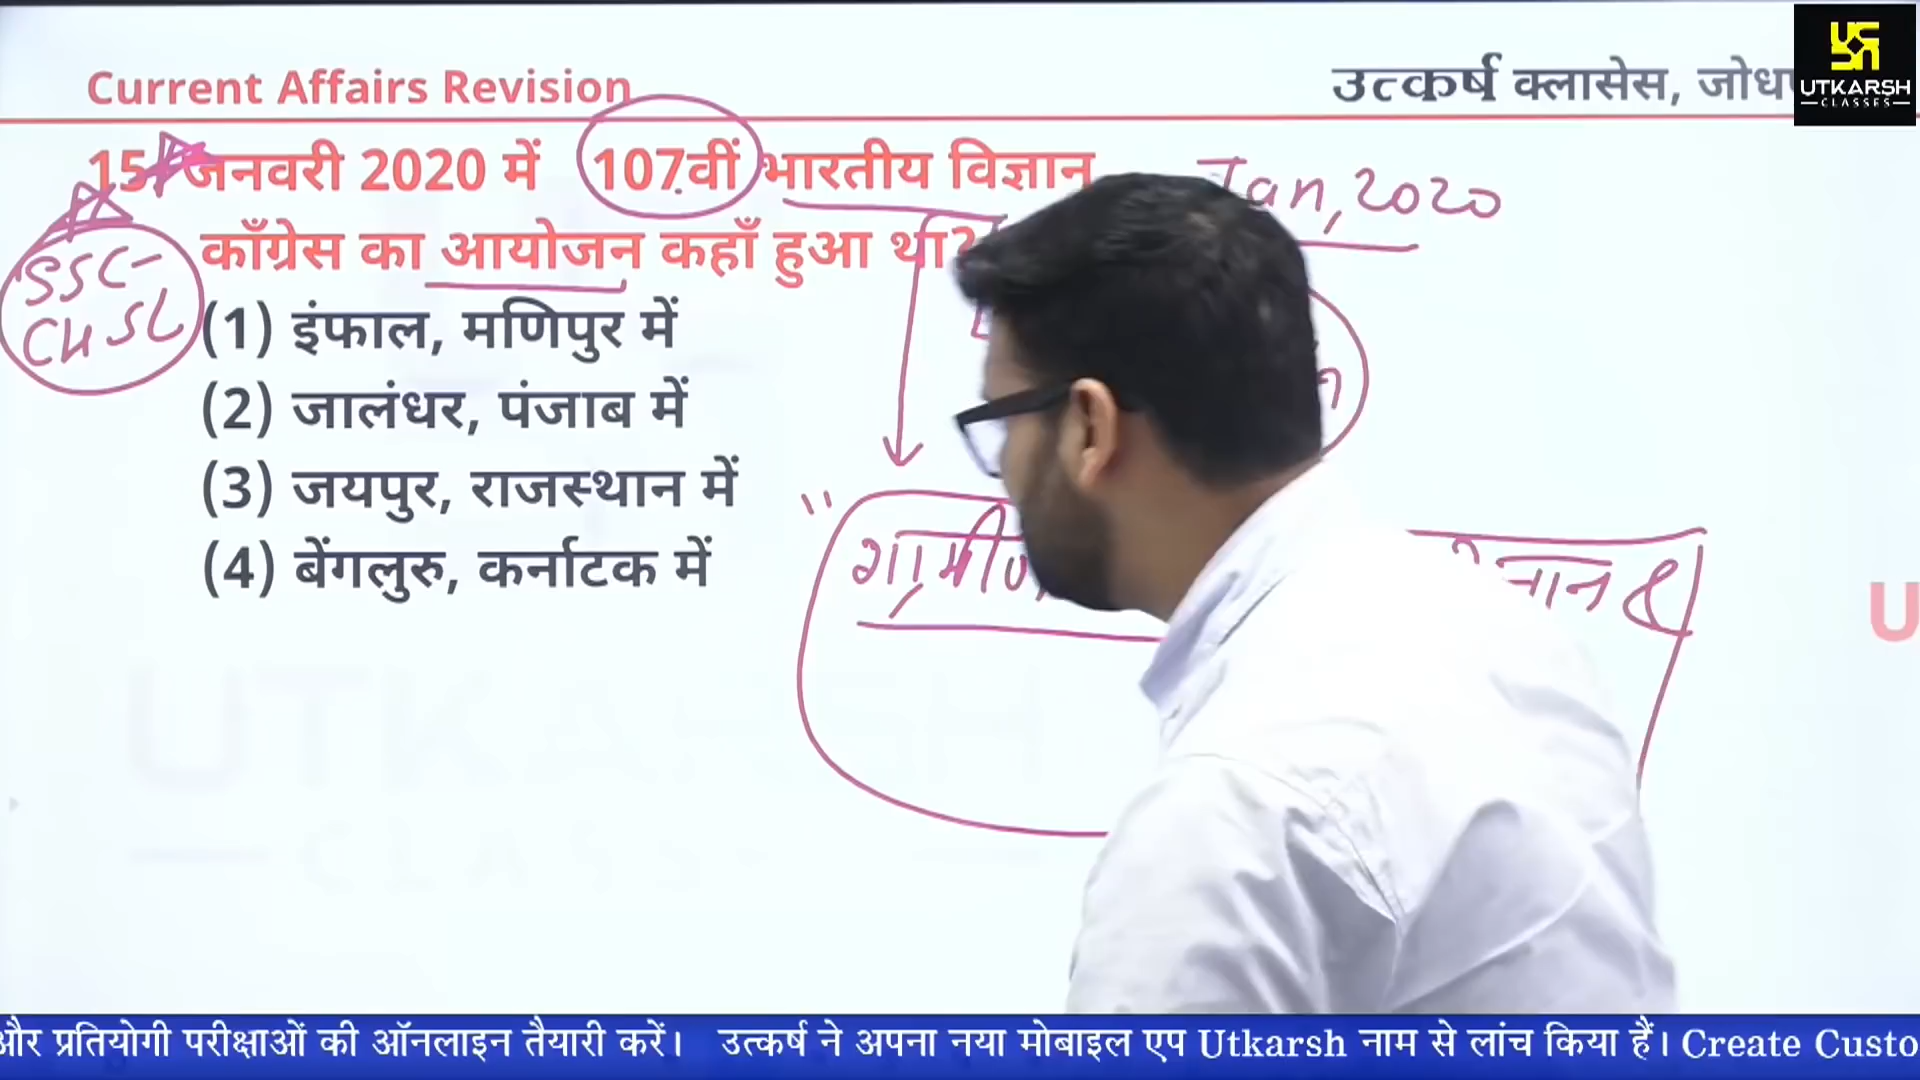 Current Affairs Revision
उत्कर्ष क्लासेस,
UTKARSH
CLASSES
15. जनवरी 2020 में 107वीं भारतीय विज्ञान
Jan, 2020
काँग्रेस का आयोजन कहाँ हुआ था?
SSC-
CHSL
(1) इंफाल, मणिपुर में
(2) जालंधर, पंजाब में
(3) जयपुर, राजस्थान में
(4) बेंगलुरु, कर्नाटक में
&
U
UTKARSH
CLASS
और प्रतियोगी परीक्षाओं की ऑनलाइन तैयारी करें। उत्कर्ष ने अपना नया मोबाइल एप Utkarsh नाम से लांच किया हैं। Create Custo